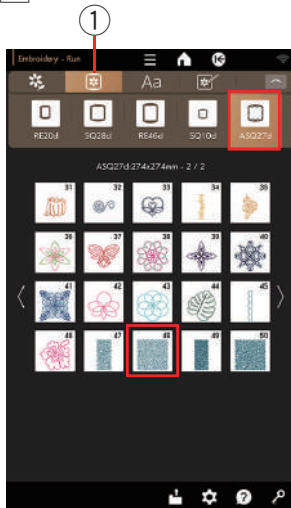 1
Embroidery - Run
Aa
RE20d SQ28d RE46d SQ10d ASQ27d
ASQ27d:274x274mm - 2 / 2
31 32 33 34 35
36 37 38 39 40
41 42 43 44 45
46 47 48 49 50